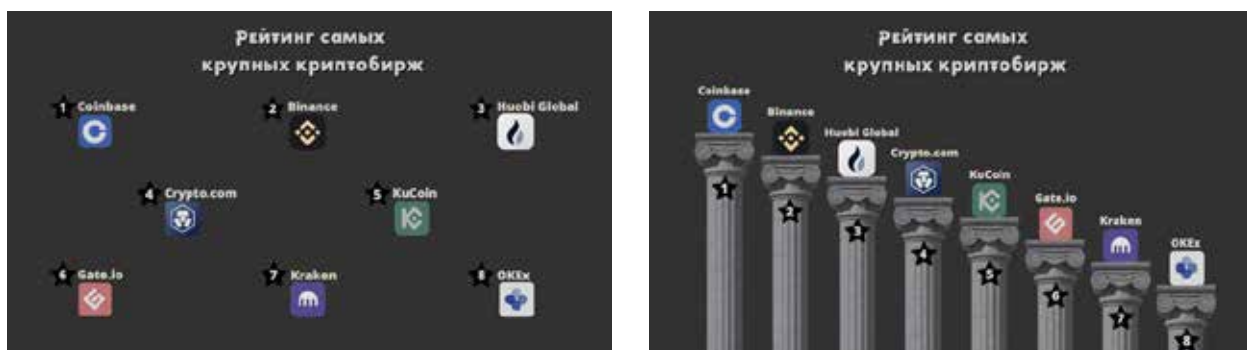 Рейтинг самых
крупных криптобирж
1 Coinbase
2 Binance
3 Huobi Global
4 Crypto.com
5 KuCoin
6 Gate.io
7 Kraken
8 OKEx
Рейтинг самых
крупных криптобирж
Coinbase
Binance
Huobi Global
Crypto.com
KuCoin
Gate.io
Kraken
OKEx
1
2
3
4
5
6
7
8